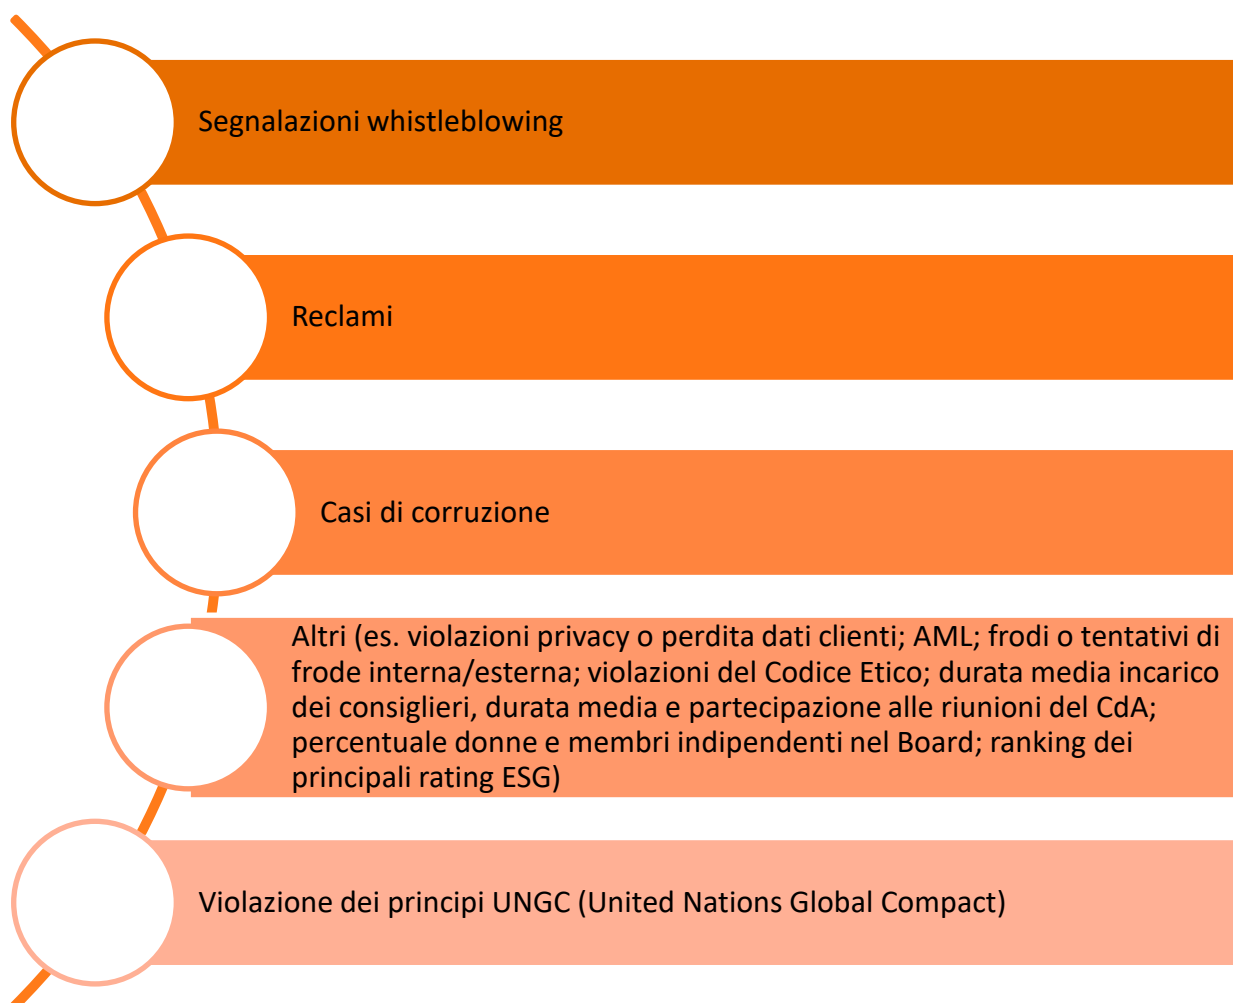 Segnalazioni whistleblowing
Reclami
Casi di corruzione
Altri (es. violazioni privacy o perdita dati clienti; AML; frodi o tentativi di
frode interna/esterna; violazioni del Codice Etico; durata media incarico
dei consiglieri, durata media e partecipazione alle riunioni del CdA;
percentuale donne e membri indipendenti nel Board; ranking dei
principali rating ESG)
Violazione dei principi UNGC (United Nations Global Compact)